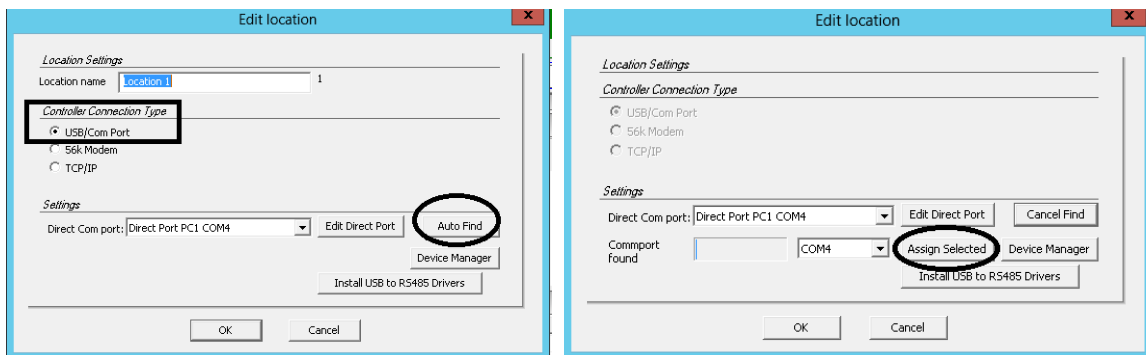 Edit location
x
Location Settings
Location name Location 1 1
Controller Connection Type
USB/Com Port
56k Modem
TCP/IP
Settings
Direct Com port: Direct Port PC1 COM4 Edit Direct Port Auto Find
Device Manager
Install USB to RS485 Drivers
OK Cancel
Edit location
x
Location Settings
Controller Connection Type
USB/Com Port
56k Modem
TCP/IP
Settings
Direct Com port: Direct Port PC1 COM4 Edit Direct Port Cancel Find
Commport
found COM4 Assign Selected Device Manager
Install USB to RS485 Drivers
OK Cancel